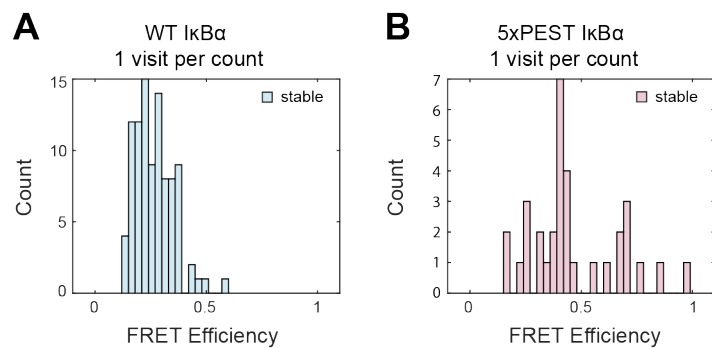 A
WT IκBα
1 visit per count
15
10
5
0
Count
stable
0
0.5
1
FRET Efficiency
B
5xPEST IκBα
1 visit per count
7
6
5
4
3
2
1
0
Count
stable
0
0.5
1
FRET Efficiency